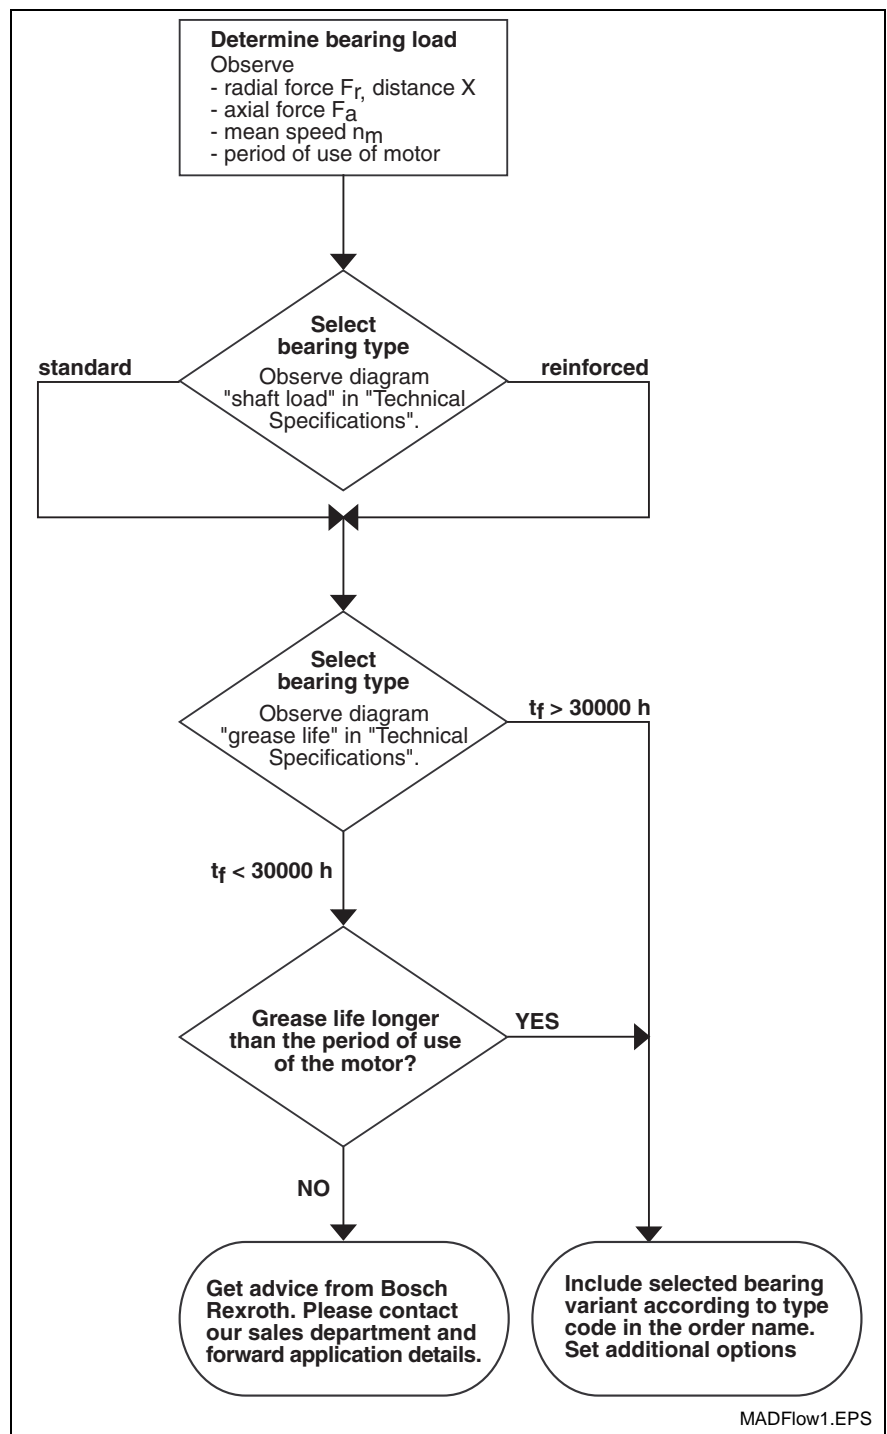 Determine bearing load
Observe
- radial force Fr, distance X
- axial force Fa
- mean speed nm
- period of use of motor
Select
bearing type
Observe diagram
"shaft load" in "Technical
Specifications".
standard
reinforced
Select
bearing type
Observe diagram
"grease life" in "Technical
Specifications".
tf > 30000 h
tf < 30000 h
Grease life longer
than the period of use
of the motor?
YES
NO
Get advice from Bosch
Rexroth. Please contact
our sales department and
forward application details.
Include selected bearing
variant according to type
code in the order name.
Set additional options
MADFlow1.EPS